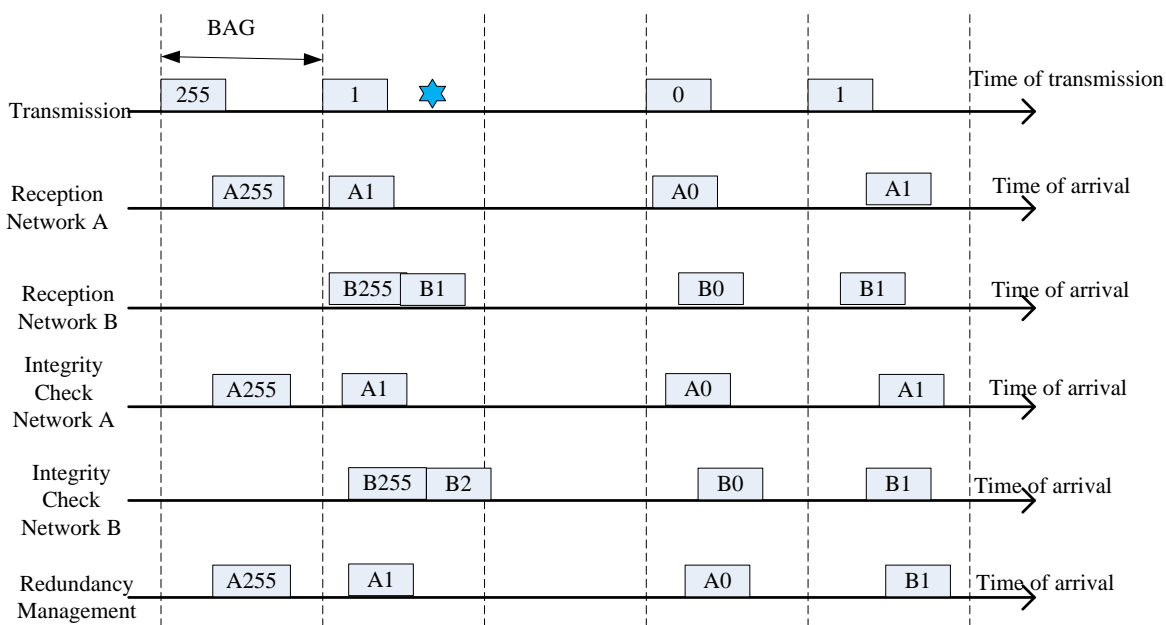 BAG
255
1
0
1
Time of transmission
Transmission
A255
A1
A0
A1
Time of arrival
Reception
Network A
B255
B1
B0
B1
Time of arrival
Reception
Network B
Integrity
Check
Network A
A255
A1
A0
A1
Time of arrival
Integrity
Check
Network B
B255
B2
B0
B1
Time of arrival
Redundancy
Management
A255
A1
A0
B1
Time of arrival